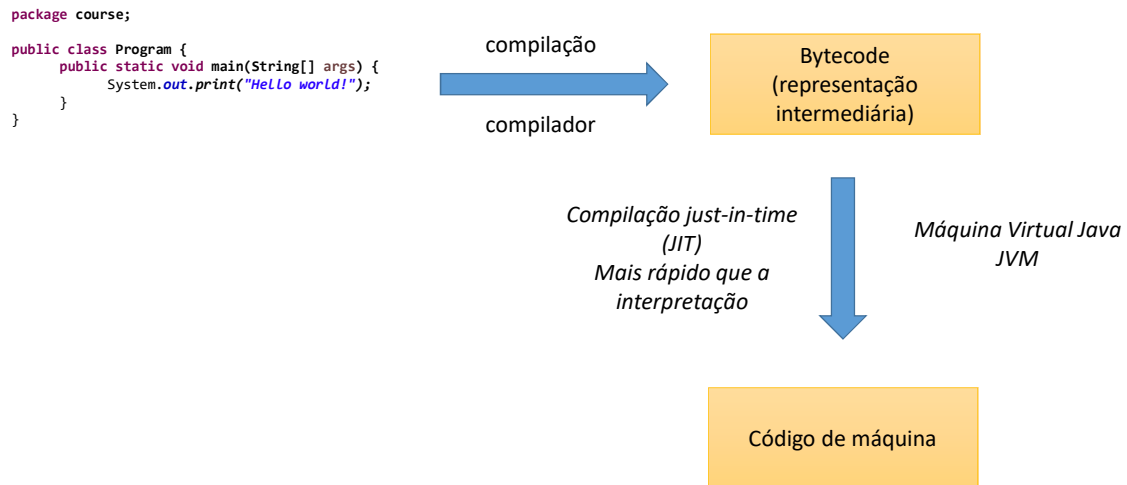 package course;
public class Program {
public static void main(String[] args) {
System.out.print("Hello world!");
}
}
compilação
compilador
Bytecode
(representação
intermediária)
Compilação just-in-time
(JIT)
Mais rápido que a
interpretação
Máquina Virtual Java
JVM
Código de máquina